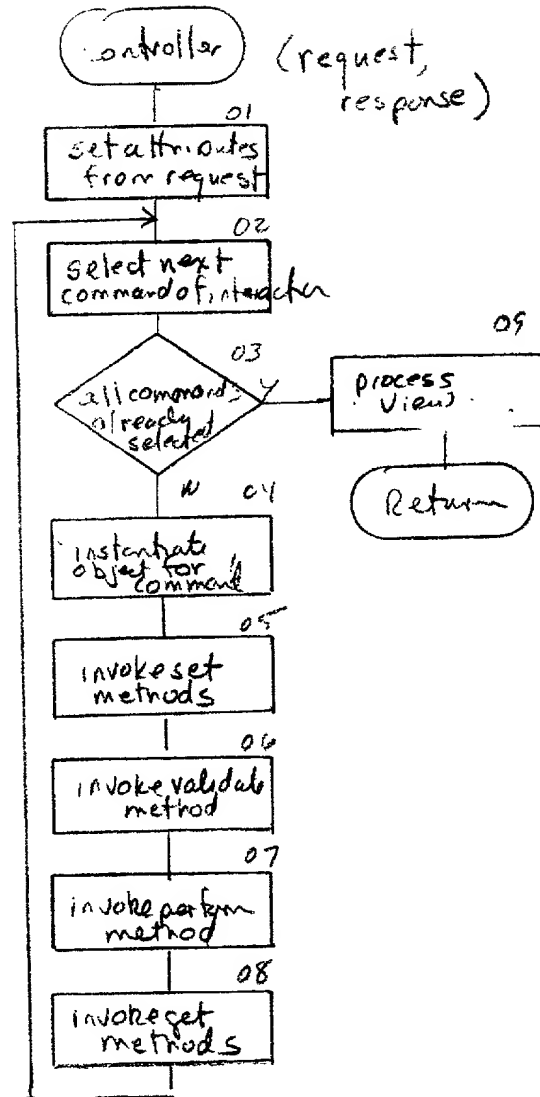 Controller
(request,
response)
01
set attributes
from request
02
select next
command of interaction
03
all commands
already
selected
Y
09
process
view
Return
N
04
instantiate
object for
command
05
invoke set
methods
06
invoke validate
method
07
invoke perform
method
08
invoke get
methods